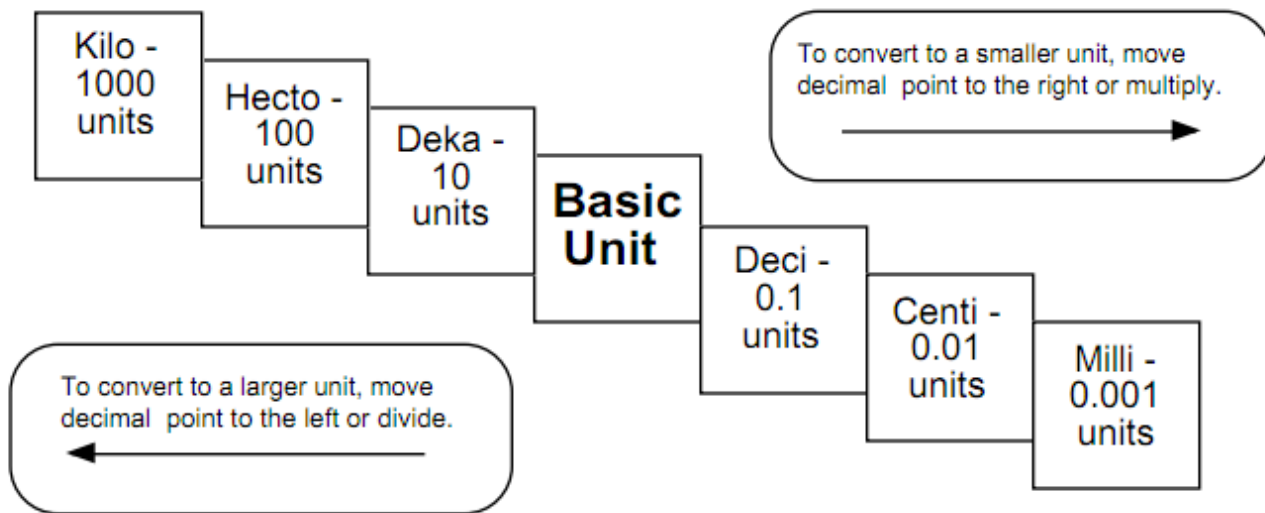 Kilo -
1000
units
Hecto -
100
units
Deka -
10
units
Basic
Unit
Deci -
0.1
units
Centi -
0.01
units
Milli -
0.001
units
To convert to a smaller unit, move
decimal point to the right or multiply.
To convert to a larger unit, move
decimal point to the left or divide.